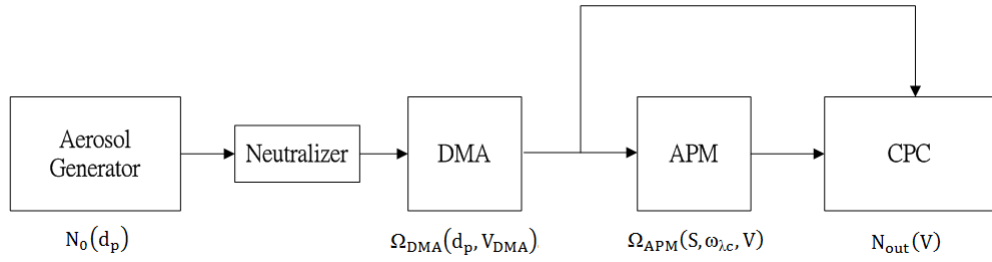 Aerosol
Generator
Neutralizer
DMA
APM
CPC
N₀(dₚ)
Ω_DMA(dₚ, V_DMA)
Ω_APM(S, ω_λc, V)
N_out(V)